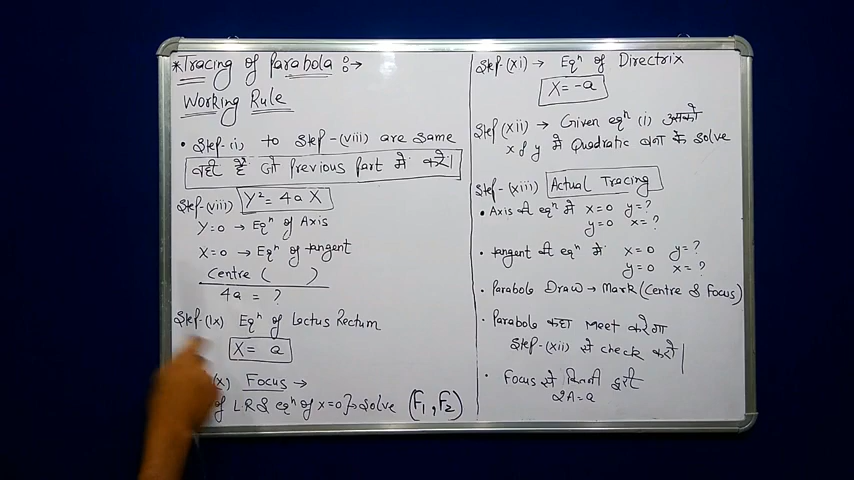 *Tracing of Parabola :→
Working Rule
• Step-(i) to Step-(viii) are same
वही है जो previous part में करे।
Step-(viii) Y² = 4a X
Y=0 → Eqⁿ of Axis
X=0 → Eqⁿ of tangent
Centre ( )
4a = ?
Step-(ix) Eqⁿ of Lectus Rectum
X = a
(x) Focus →
of L.R & eqⁿ of x=0}→solve (F₁, F₂)
Step-(xi) → Eqⁿ of Directrix
X = -a
Step (xii) → Given eqⁿ (i) उसको
x & y में Quadratic बना के solve
Step-(xiii) Actual Tracing
• Axis की eqⁿ में x=0 y=?
y=0 x=?
• tangent की eqⁿ में x=0 y=?
y=0 x=?
• Parabola Draw → Mark (Centre & Focus)
• Parabola कहा Meet करेगा
Step-(xii) से check करो|
• Focus से कितनी दूरी
2A=a